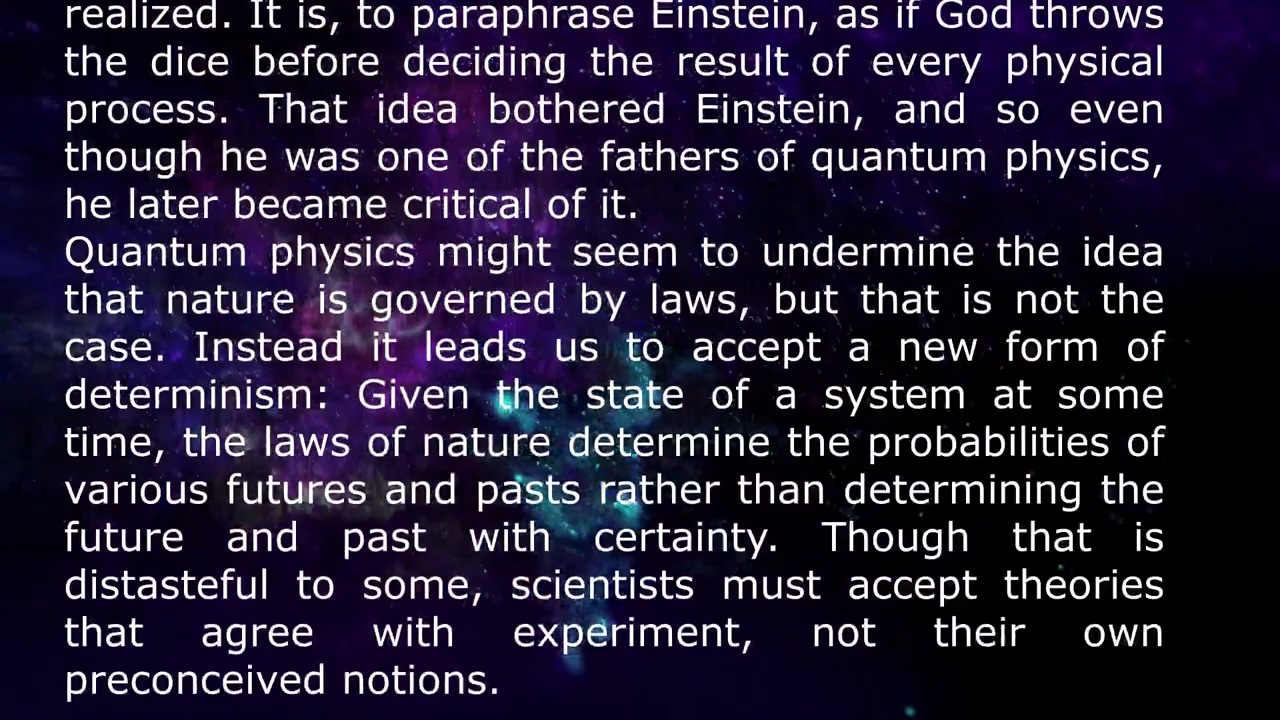 realized. It is, to paraphrase Einstein, as if God throws
the dice before deciding the result of every physical
process. That idea bothered Einstein, and so even
though he was one of the fathers of quantum physics,
he later became critical of it.
Quantum physics might seem to undermine the idea
that nature is governed by laws, but that is not the
case. Instead it leads us to accept a new form of
determinism: Given the state of a system at some
time, the laws of nature determine the probabilities of
various futures and pasts rather than determining the
future and past with certainty. Though that is
distasteful to some, scientists must accept theories
that agree with experiment, not their own
preconceived notions.